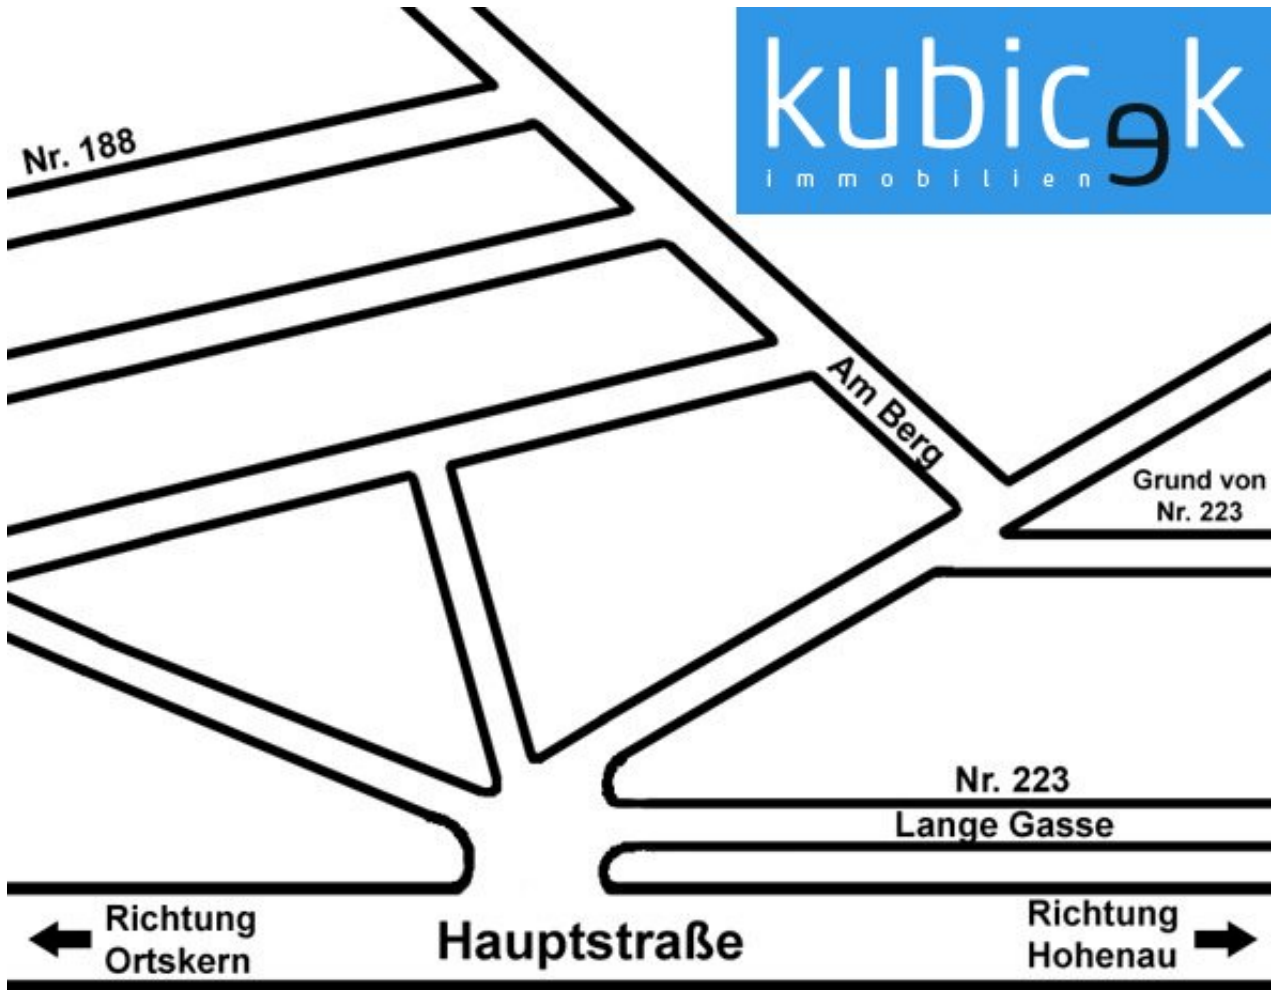 kubicek
immobilien
Nr. 188
Am Berg
Grund von
Nr. 223
Nr. 223
Lange Gasse
Richtung
Ortskern
Hauptstraße
Richtung
Hohenau